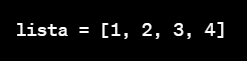 lista = [1, 2, 3, 4]